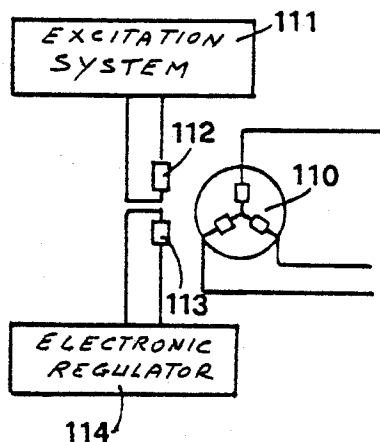 EXCITATION
SYSTEM
111
112
110
113
ELECTRONIC
REGULATOR
114